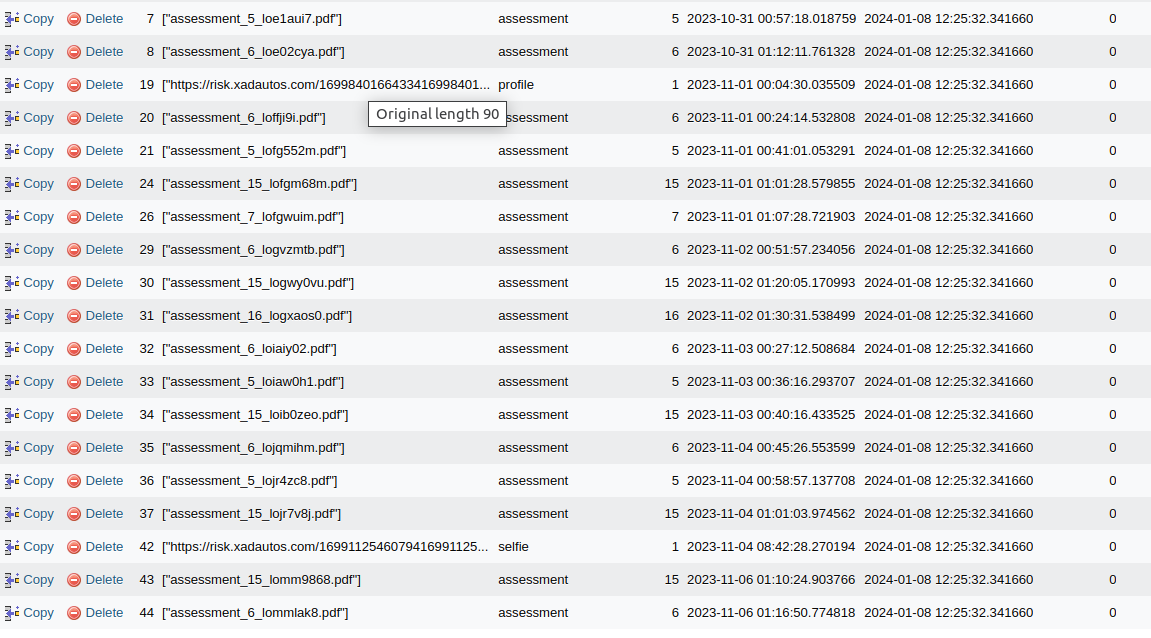 Copy Delete 7 ["assessment_5_loe1aui7.pdf"] assessment 5 2023-10-31 00:57:18.018759 2024-01-08 12:25:32.341660 0
Copy Delete 8 ["assessment_6_loe02cya.pdf"] assessment 6 2023-10-31 01:12:11.761328 2024-01-08 12:25:32.341660 0
Copy Delete 19 ["https://risk.xadautos.com/1699840166433416998401... profile 1 2023-11-01 00:04:30.035509 2024-01-08 12:25:32.341660 0
Original length 90
Copy Delete 20 ["assessment_6_loffji9i.pdf"] ssessment 6 2023-11-01 00:24:14.532808 2024-01-08 12:25:32.341660 0
Copy Delete 21 ["assessment_5_lofg552m.pdf"] assessment 5 2023-11-01 00:41:01.053291 2024-01-08 12:25:32.341660 0
Copy Delete 24 ["assessment_15_lofgm68m.pdf"] assessment 15 2023-11-01 01:01:28.579855 2024-01-08 12:25:32.341660 0
Copy Delete 26 ["assessment_7_lofgwuim.pdf"] assessment 7 2023-11-01 01:07:28.721903 2024-01-08 12:25:32.341660 0
Copy Delete 29 ["assessment_6_logvzmtb.pdf"] assessment 6 2023-11-02 00:51:57.234056 2024-01-08 12:25:32.341660 0
Copy Delete 30 ["assessment_15_logwy0vu.pdf"] assessment 15 2023-11-02 01:20:05.170993 2024-01-08 12:25:32.341660 0
Copy Delete 31 ["assessment_16_logxaos0.pdf"] assessment 16 2023-11-02 01:30:31.538499 2024-01-08 12:25:32.341660 0
Copy Delete 32 ["assessment_6_loiaiy02.pdf"] assessment 6 2023-11-03 00:27:12.508684 2024-01-08 12:25:32.341660 0
Copy Delete 33 ["assessment_5_loiaw0h1.pdf"] assessment 5 2023-11-03 00:36:16.293707 2024-01-08 12:25:32.341660 0
Copy Delete 34 ["assessment_15_loib0zeo.pdf"] assessment 15 2023-11-03 00:40:16.433525 2024-01-08 12:25:32.341660 0
Copy Delete 35 ["assessment_6_lojqmihm.pdf"] assessment 6 2023-11-04 00:45:26.553599 2024-01-08 12:25:32.341660 0
Copy Delete 36 ["assessment_5_lojr4zc8.pdf"] assessment 5 2023-11-04 00:58:57.137708 2024-01-08 12:25:32.341660 0
Copy Delete 37 ["assessment_15_lojr7v8j.pdf"] assessment 15 2023-11-04 01:01:03.974562 2024-01-08 12:25:32.341660 0
Copy Delete 42 ["https://risk.xadautos.com/1699112546079416991125... selfie 1 2023-11-04 08:42:28.270194 2024-01-08 12:25:32.341660 0
Copy Delete 43 ["assessment_15_lomm9868.pdf"] assessment 15 2023-11-06 01:10:24.903766 2024-01-08 12:25:32.341660 0
Copy Delete 44 ["assessment_6_lommlak8.pdf"] assessment 6 2023-11-06 01:16:50.774818 2024-01-08 12:25:32.341660 0